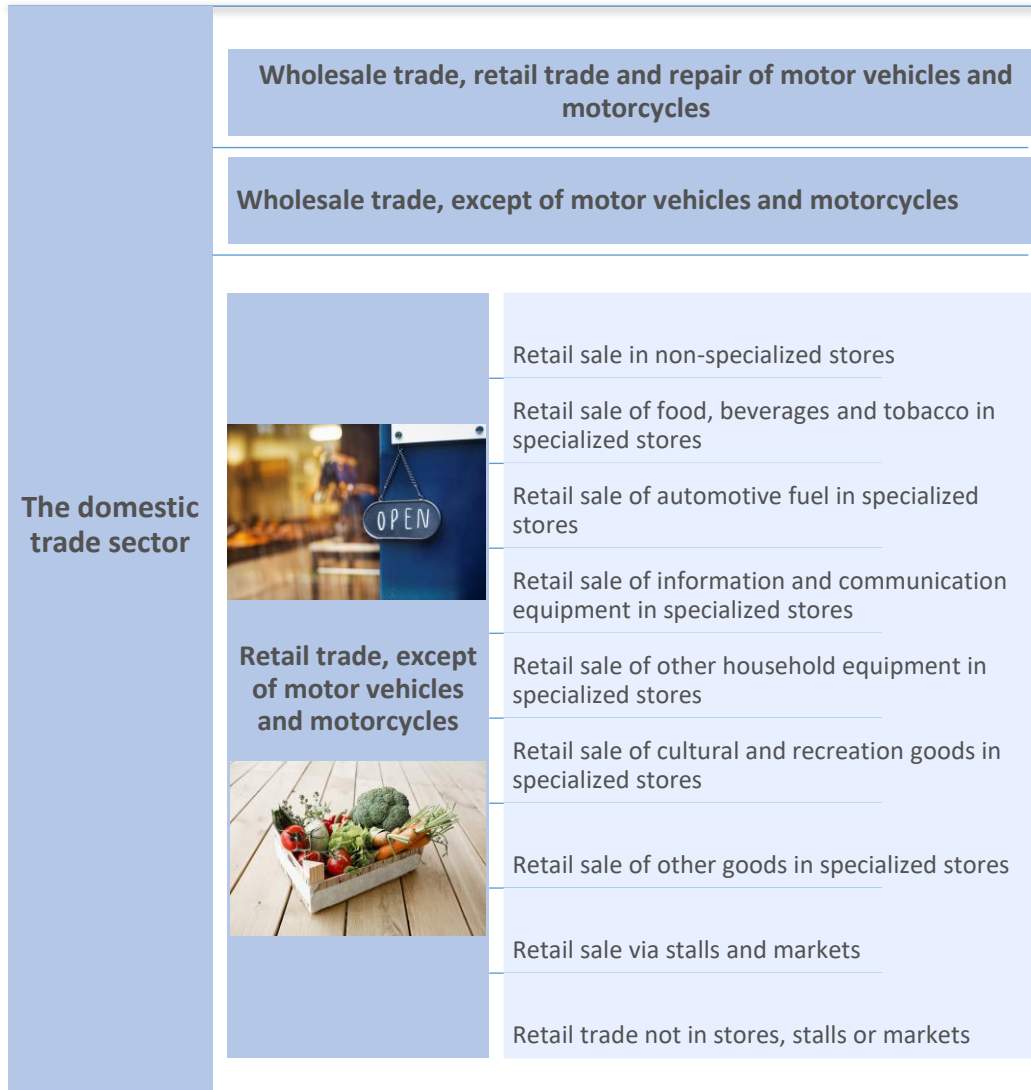 Wholesale trade, retail trade and repair of motor vehicles and
motorcycles
Wholesale trade, except of motor vehicles and motorcycles
The domestic
trade sector
OPEN
Retail trade, except
of motor vehicles
and motorcycles
Retail sale in non-specialized stores
Retail sale of food, beverages and tobacco in
specialized stores
Retail sale of automotive fuel in specialized
stores
Retail sale of information and communication
equipment in specialized stores
Retail sale of other household equipment in
specialized stores
Retail sale of cultural and recreation goods in
specialized stores
Retail sale of other goods in specialized stores
Retail sale via stalls and markets
Retail trade not in stores, stalls or markets